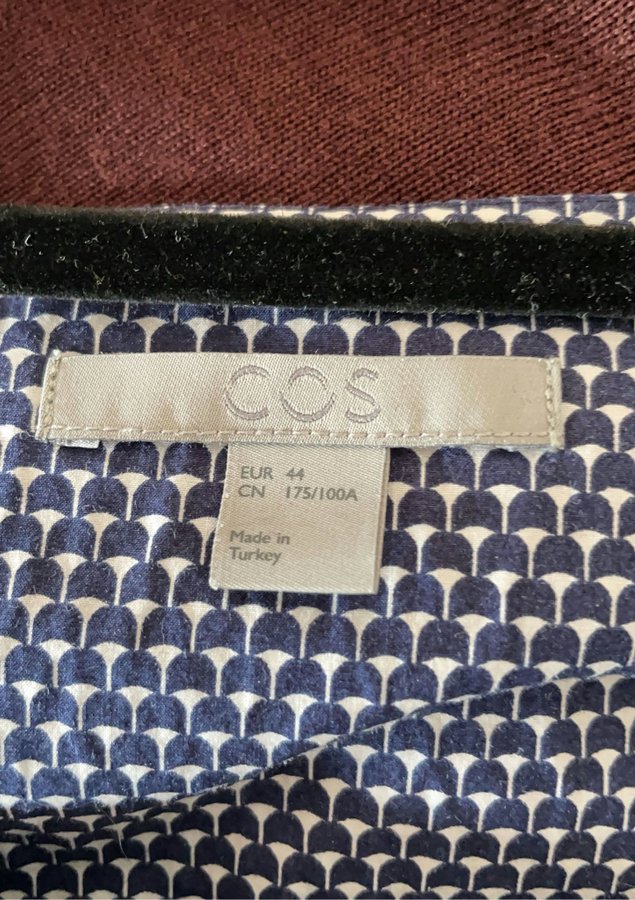 COS
EUR 44
CN 175/100A
Made in
Turkey